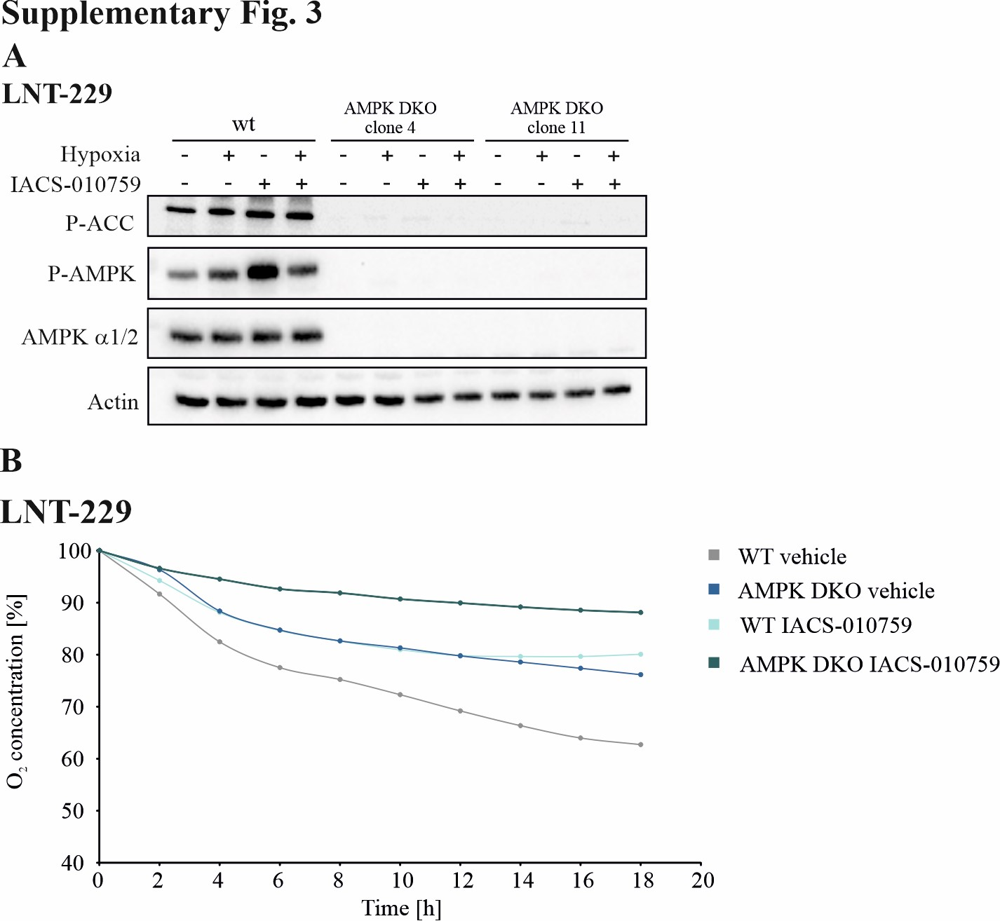 Supplementary Fig. 3
A
LNT-229
wt
AMPK DKO
clone 4
AMPK DKO
clone 11
Hypoxia - + - + - + - + - + - +
IACS-010759 - - + + - - + + - - + +
P-ACC
P-AMPK
AMPK α1/2
Actin
B
LNT-229
O₂ concentration [%]
100
90
80
70
60
50
40
0 2 4 6 8 10 12 14 16 18 20
Time [h]
WT vehicle
AMPK DKO vehicle
WT IACS-010759
AMPK DKO IACS-010759